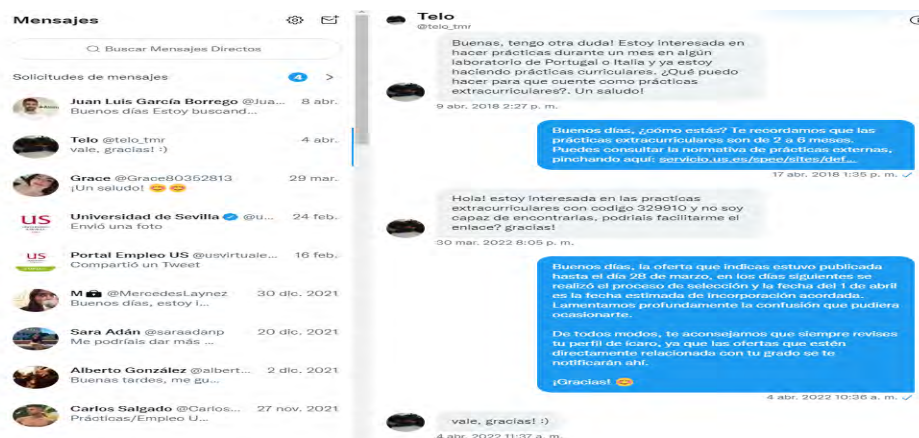 Mensajes
Buscar Mensajes Directos
Solicitudes de mensajes 4
Juan Luis García Borrego @Jua... 8 abr.
Buenos días Estoy buscand...
Telo @telo_tmr 4 abr.
vale, gracias! :)
Grace @Grace80352813 29 mar.
¡Un saludo! 😊 😊
US
Universidad de Sevilla @u... 24 feb.
Envió una foto
US
Portal Empleo US @usvirtuale... 16 feb.
Compartió un Tweet
M @MercedesLaynez 30 dic. 2021
Buenos días, estoy i...
Sara Adán @saraadanp 20 dic. 2021
Me podríais dar más ...
Alberto González @albert... 2 dic. 2021
Buenas tardes, me gu...
Carlos Salgado @Carlos... 27 nov. 2021
Prácticas/Empleo U...
Telo
@telo_tmr
Buenas, tengo otra duda! Estoy interesada en
hacer prácticas durante un mes en algún
laboratorio de Portugal o Italia y ya estoy
haciendo prácticas curriculares. ¿Qué puedo
hacer para que cuente como prácticas
extracurriculares?. Un saludo!
9 abr. 2018 2:27 p. m.
Buenos días, ¿cómo estás? Te recordamos que las
prácticas extracurriculares son de 2 a 6 meses.
Puedes consultar la normativa de prácticas externas,
pinchando aquí: servicio.us.es/spee/sites/def...
17 abr. 2018 1:35 p. m.
Hola! estoy interesada en las practicas
extracurriculares con codigo 329910 y no soy
capaz de encontrarlas, podriais facilitarme el
enlace? gracias!
30 mar. 2022 8:05 p. m.
Buenos días, la oferta que indicas estuvo publicada
hasta el día 28 de marzo, en los días siguientes se
realizó el proceso de selección y la fecha del 1 de abril
es la fecha estimada de incorporación acordada.
Lamentamos profundamente la confusión que pudiera
ocasionarte.
De todos modos, te aconsejamos que siempre revises
tu perfil de ícaro, ya que las ofertas que estén
directamente relacionada con tu grado se te
notificarán ahí.
¡Gracias! 😊
4 abr. 2022 10:36 a. m.
vale, gracias! :)
4 abr. 2022 11:37 a. m.